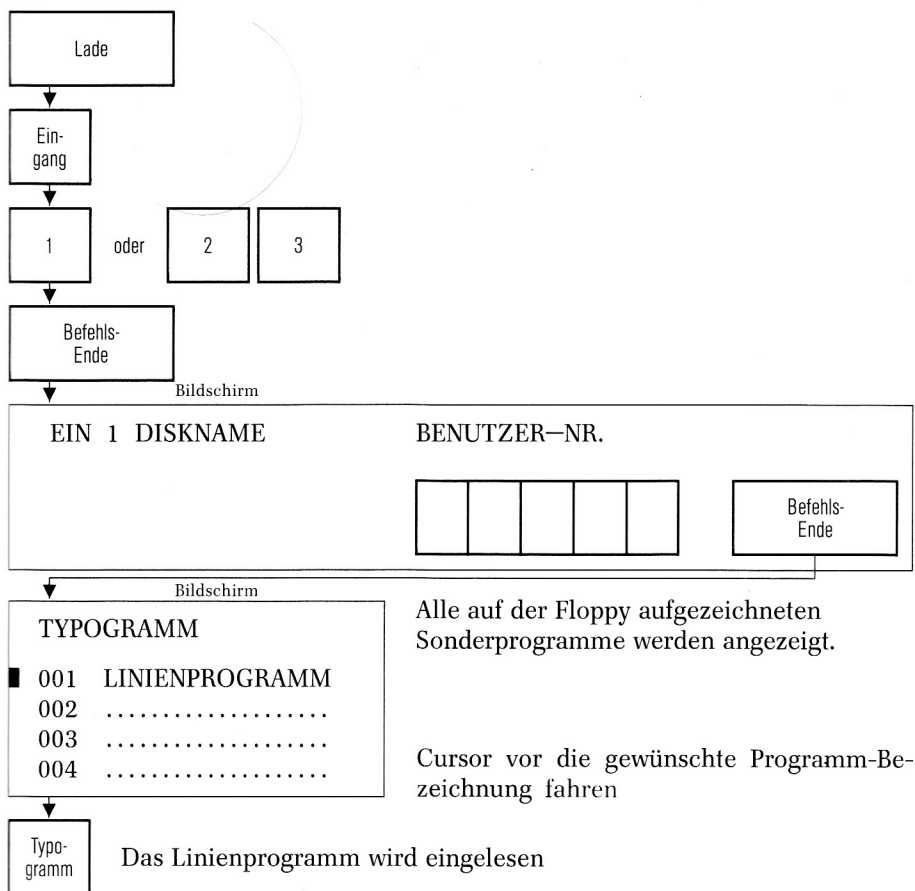 Lade
Ein-
gang
1 oder 2 3
Befehls-
Ende
Bildschirm
EIN 1 DISKNAME BENUTZER—NR.
Befehls-
Ende
Bildschirm
TYPOGRAMM
001 LINIENPROGRAMM
002 ....................
003 ....................
004 ....................
Alle auf der Floppy aufgezeichneten
Sonderprogramme werden angezeigt.
Cursor vor die gewünschte Programm-Be-
zeichnung fahren
Typo-
gramm
Das Linienprogramm wird eingelesen